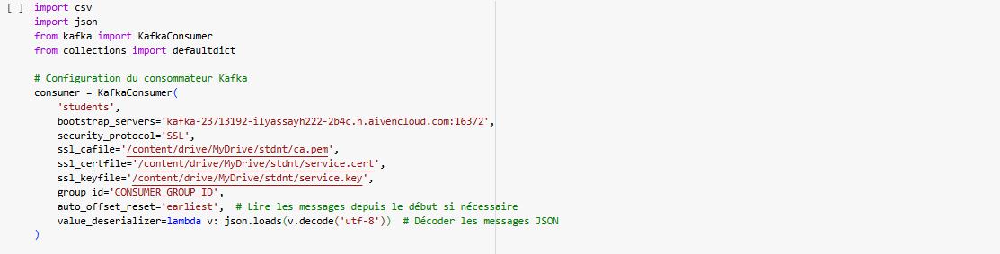 [ ] import csv
import json
from kafka import KafkaConsumer
from collections import defaultdict
# Configuration du consommateur Kafka
consumer = KafkaConsumer(
'students',
bootstrap_servers='kafka-23713192-ilyassayh222-2b4c.h.aivencloud.com:16372',
security_protocol='SSL',
ssl_cafile='/content/drive/MyDrive/stdnt/ca.pem',
ssl_certfile='/content/drive/MyDrive/stdnt/service.cert',
ssl_keyfile='/content/drive/MyDrive/stdnt/service.key',
group_id='CONSUMER_GROUP_ID',
auto_offset_reset='earliest',  # Lire les messages depuis le début si nécessaire
value_deserializer=lambda v: json.loads(v.decode('utf-8'))  # Décoder les messages JSON
)